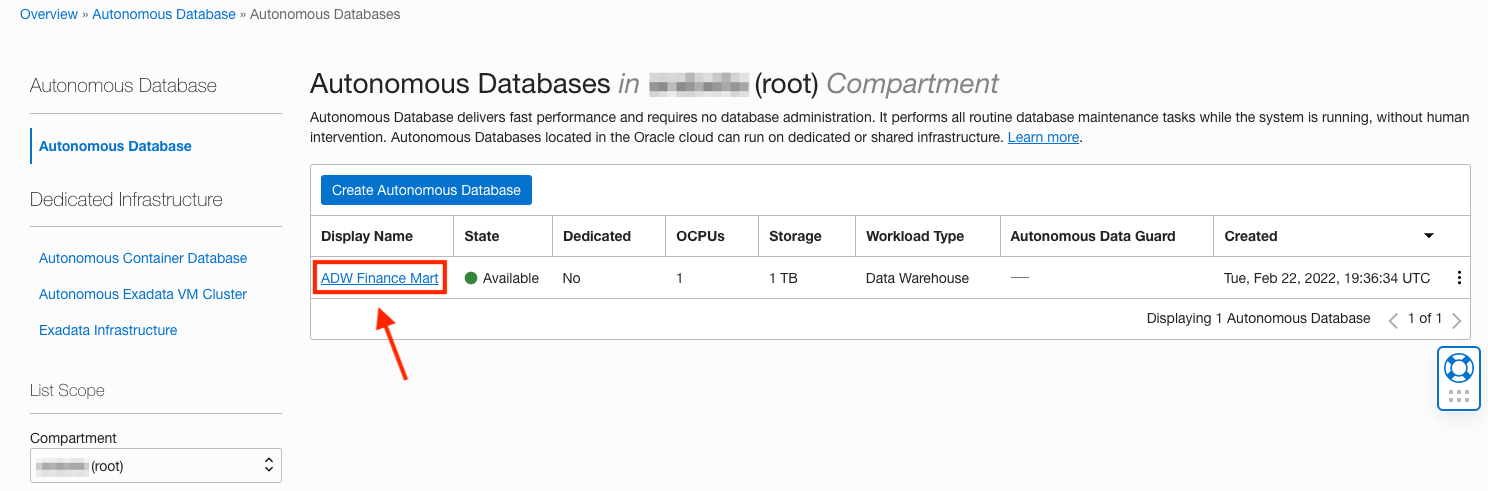 Overview » Autonomous Database » Autonomous Databases
Autonomous Database
Autonomous Database
Dedicated Infrastructure
Autonomous Container Database
Autonomous Exadata VM Cluster
Exadata Infrastructure
List Scope
Compartment
(root)
Autonomous Databases in (root) Compartment
Autonomous Database delivers fast performance and requires no database administration. It performs all routine database maintenance tasks while the system is running, without human
intervention. Autonomous Databases located in the Oracle cloud can run on dedicated or shared infrastructure. Learn more.
Create Autonomous Database
Display Name State Dedicated OCPUs Storage Workload Type Autonomous Data Guard Created
ADW Finance Mart Available No 1 1 TB Data Warehouse — Tue, Feb 22, 2022, 19:36:34 UTC
Displaying 1 Autonomous Database 1 of 1